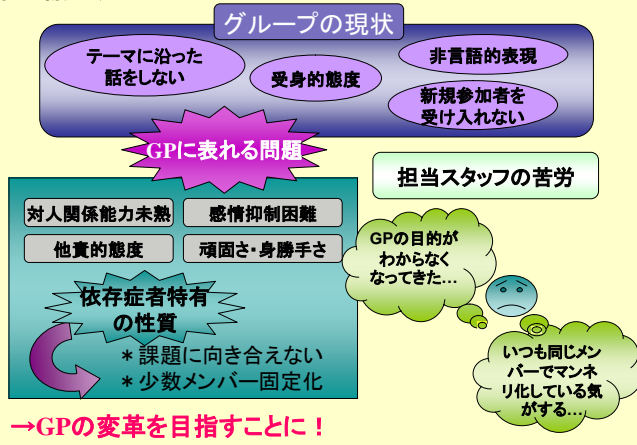 グループの現状
テーマに沿った
話をしない
受身的態度
非言語的表現
新規参加者を
受け入れない
GPに表れる問題
担当スタッフの苦労
対人関係能力未熟
感情抑制困難
他責的態度
頑固さ・身勝手さ
依存症者特有
の性質
＊課題に向き合えない
＊少数メンバー固定化
GPの目的が
わからなく
なってきた…
いつも同じメン
バーでマンネ
リ化している気
がする…
→GPの変革を目指すことに！